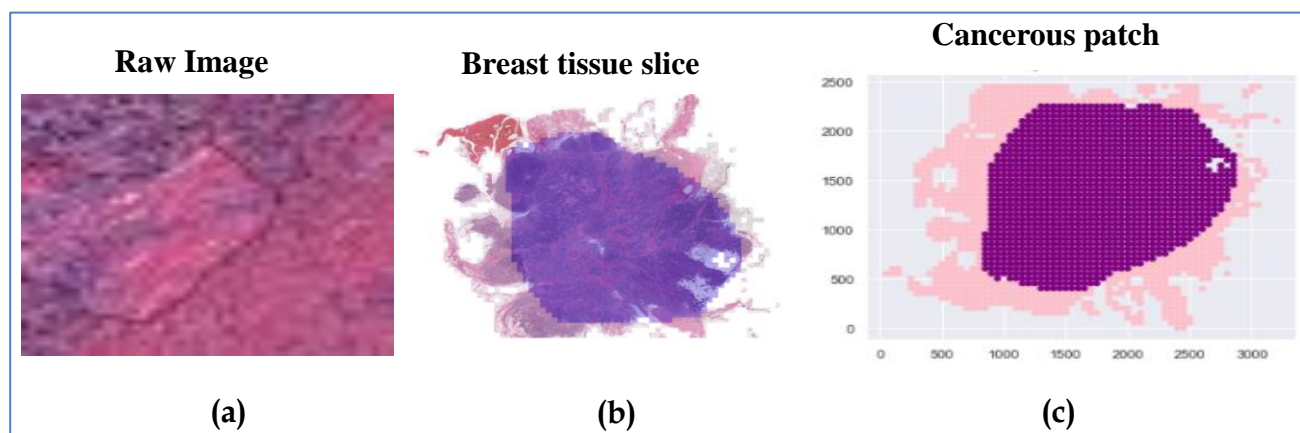 Raw Image
Breast tissue slice
Cancerous patch
2500
2000
1500
1000
500
0
0 500 1000 1500 2000 2500 3000
(a)
(b)
(c)